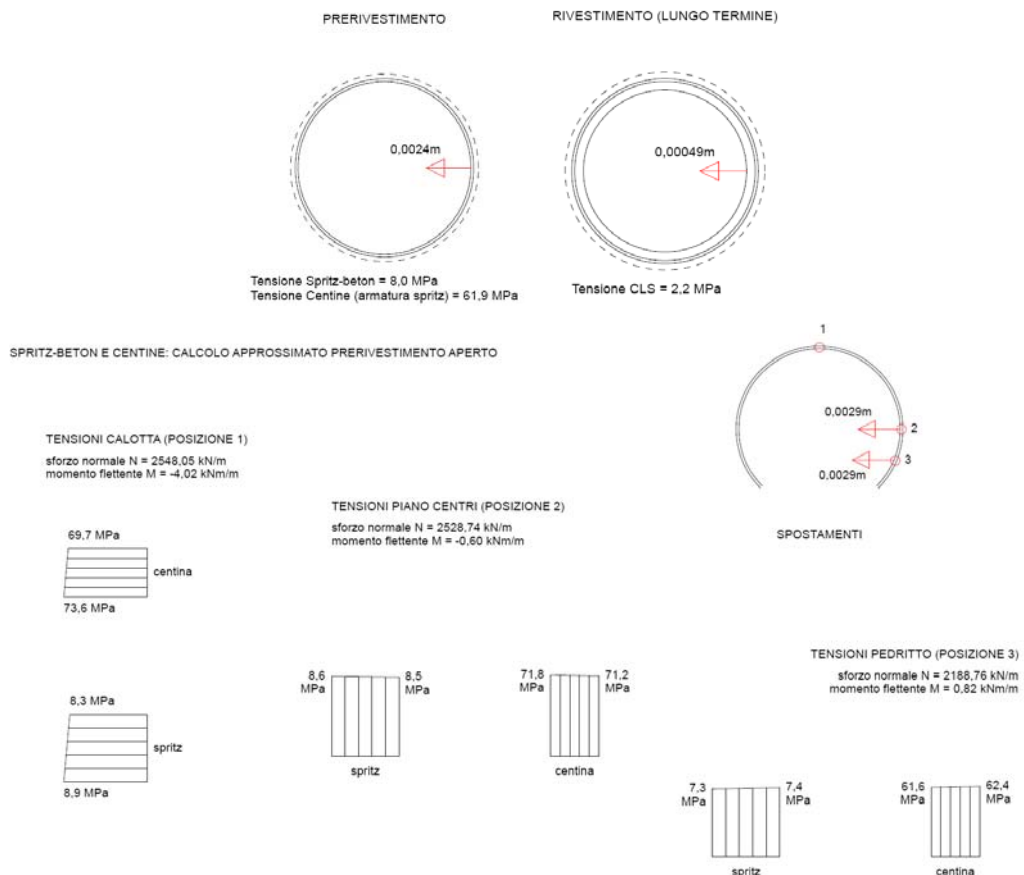 PRERIVESTIMENTO
RIVESTIMENTO (LUNGO TERMINE)
0,0024m
0,00049m
Tensione Spritz-beton = 8,0 MPa
Tensione Centine (armatura spritz) = 61,9 MPa
Tensione CLS = 2,2 MPa
SPRITZ-BETON E CENTINE: CALCOLO APPROSSIMATO PRERIVESTIMENTO APERTO
1
0,0029m
2
3
0,0029m
SPOSTAMENTI
TENSIONI CALOTTA (POSIZIONE 1)
sforzo normale N = 2548,05 kN/m
momento flettente M = -4,02 kNm/m
69,7 MPa
centina
73,6 MPa
8,3 MPa
spritz
8,9 MPa
TENSIONI PIANO CENTRI (POSIZIONE 2)
sforzo normale N = 2528,74 kN/m
momento flettente M = -0,60 kNm/m
8,6
MPa
8,5
MPa
spritz
71,8
MPa
71,2
MPa
centina
TENSIONI PEDRITTO (POSIZIONE 3)
sforzo normale N = 2188,76 kN/m
momento flettente M = 0,82 kNm/m
7,3
MPa
7,4
MPa
spritz
61,6
MPa
62,4
MPa
centina